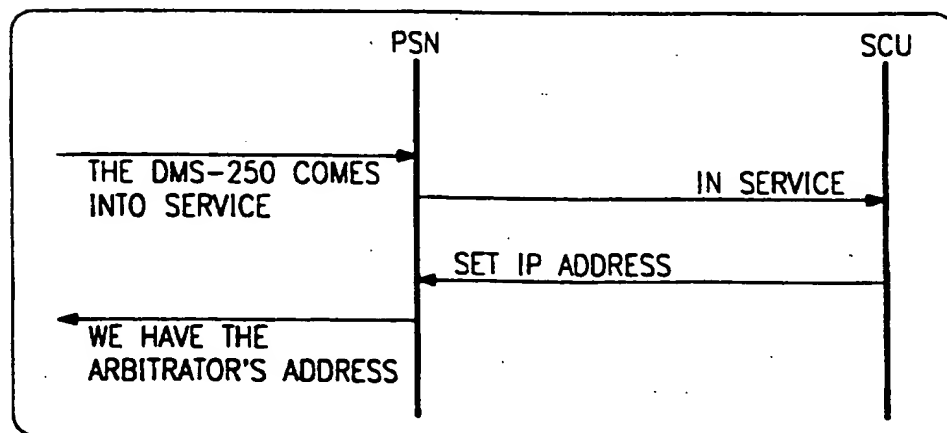 PSN
SCU
THE DMS-250 COMES
INTO SERVICE
IN SERVICE
SET IP ADDRESS
WE HAVE THE
ARBITRATOR'S ADDRESS